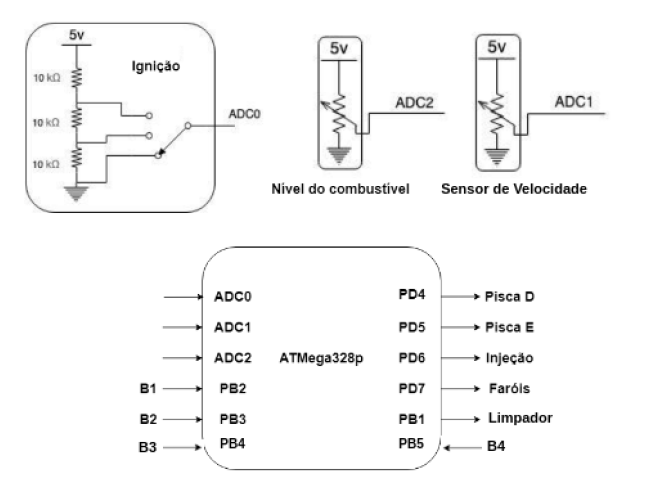 5v
Ignição
10 kΩ
10 kΩ
10 kΩ
ADC0
5v
ADC2
Nivel do combustível
5v
ADC1
Sensor de Velocidade
ATMega328p
ADC0
ADC1
ADC2
B1 PB2
B2 PB3
B3 PB4
PD4 Pisca D
PD5 Pisca E
PD6 Injeção
PD7 Faróis
PB1 Limpador
PB5 B4